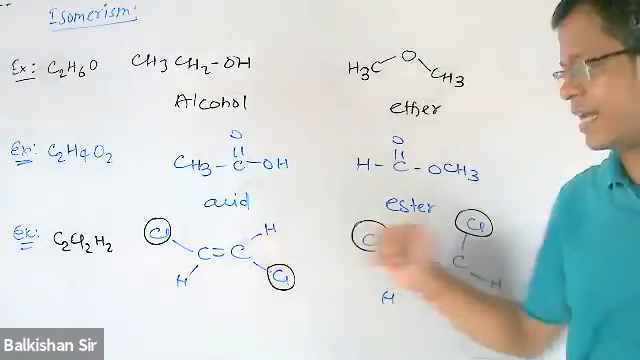 Isomerism:
Ex: C2H6O CH3 CH2-OH H3C O CH3
Alcohol ether
Ex: C2H4O2 CH3-C-OH H-C-OCH3
O O
acid ester
Ex: C2Cl2H2 Cl H C=C H Cl Cl C H H
Balkishan Sir